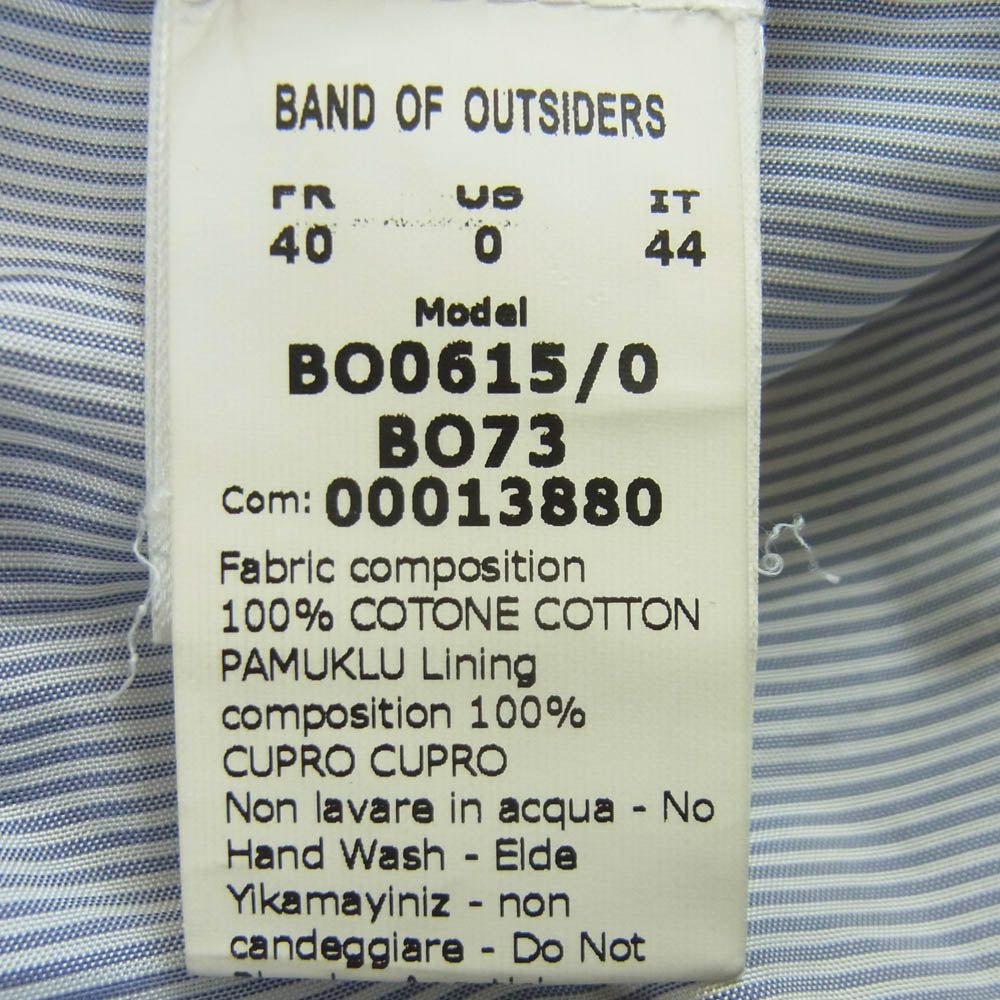 BAND OF OUTSIDERS
FR US IT
40 0 44
Model
BO0615/0
BO73
Com: 00013880
Fabric composition
100% COTONE COTTON
PAMUKLU Lining
composition 100%
CUPRO CUPRO
Non lavare in acqua - No
Hand Wash - Elde
Yikamayiniz - non
candeggiare - Do Not